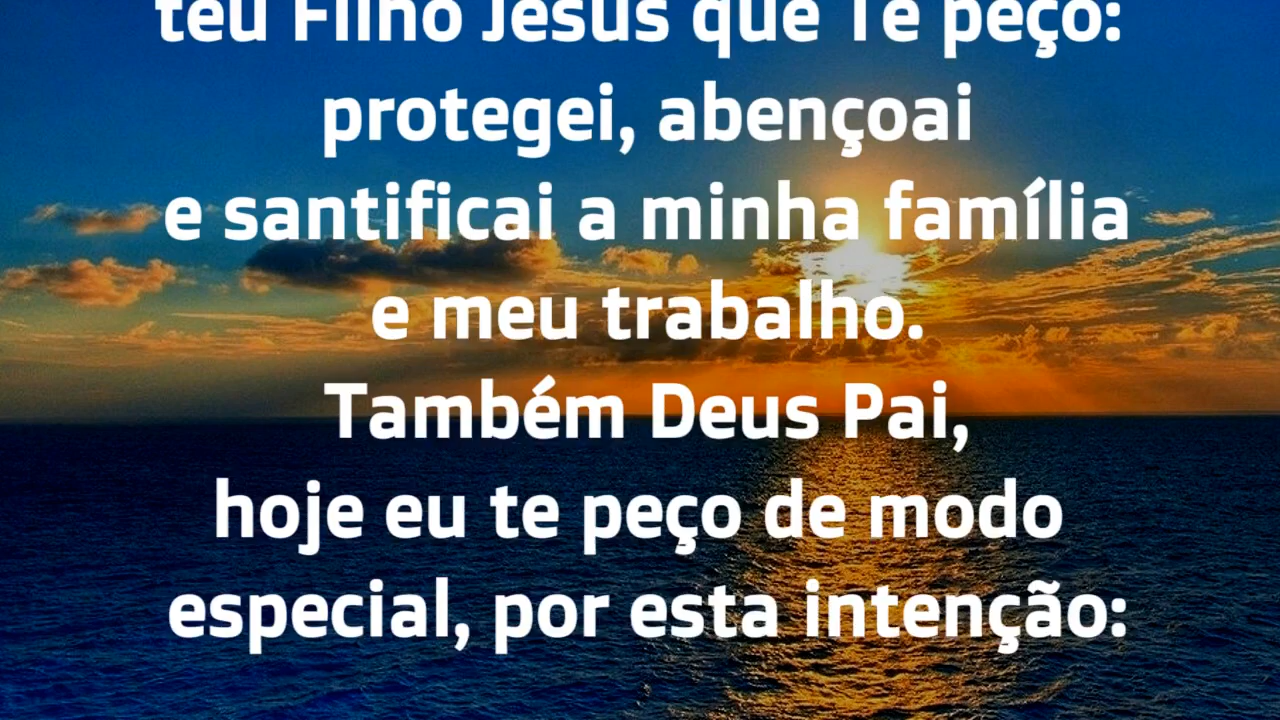 teu Filho Jesus que Te peço:
protegei, abençoai
e santificai a minha família
e meu trabalho.
Também Deus Pai,
hoje eu te peço de modo
especial, por esta intenção: